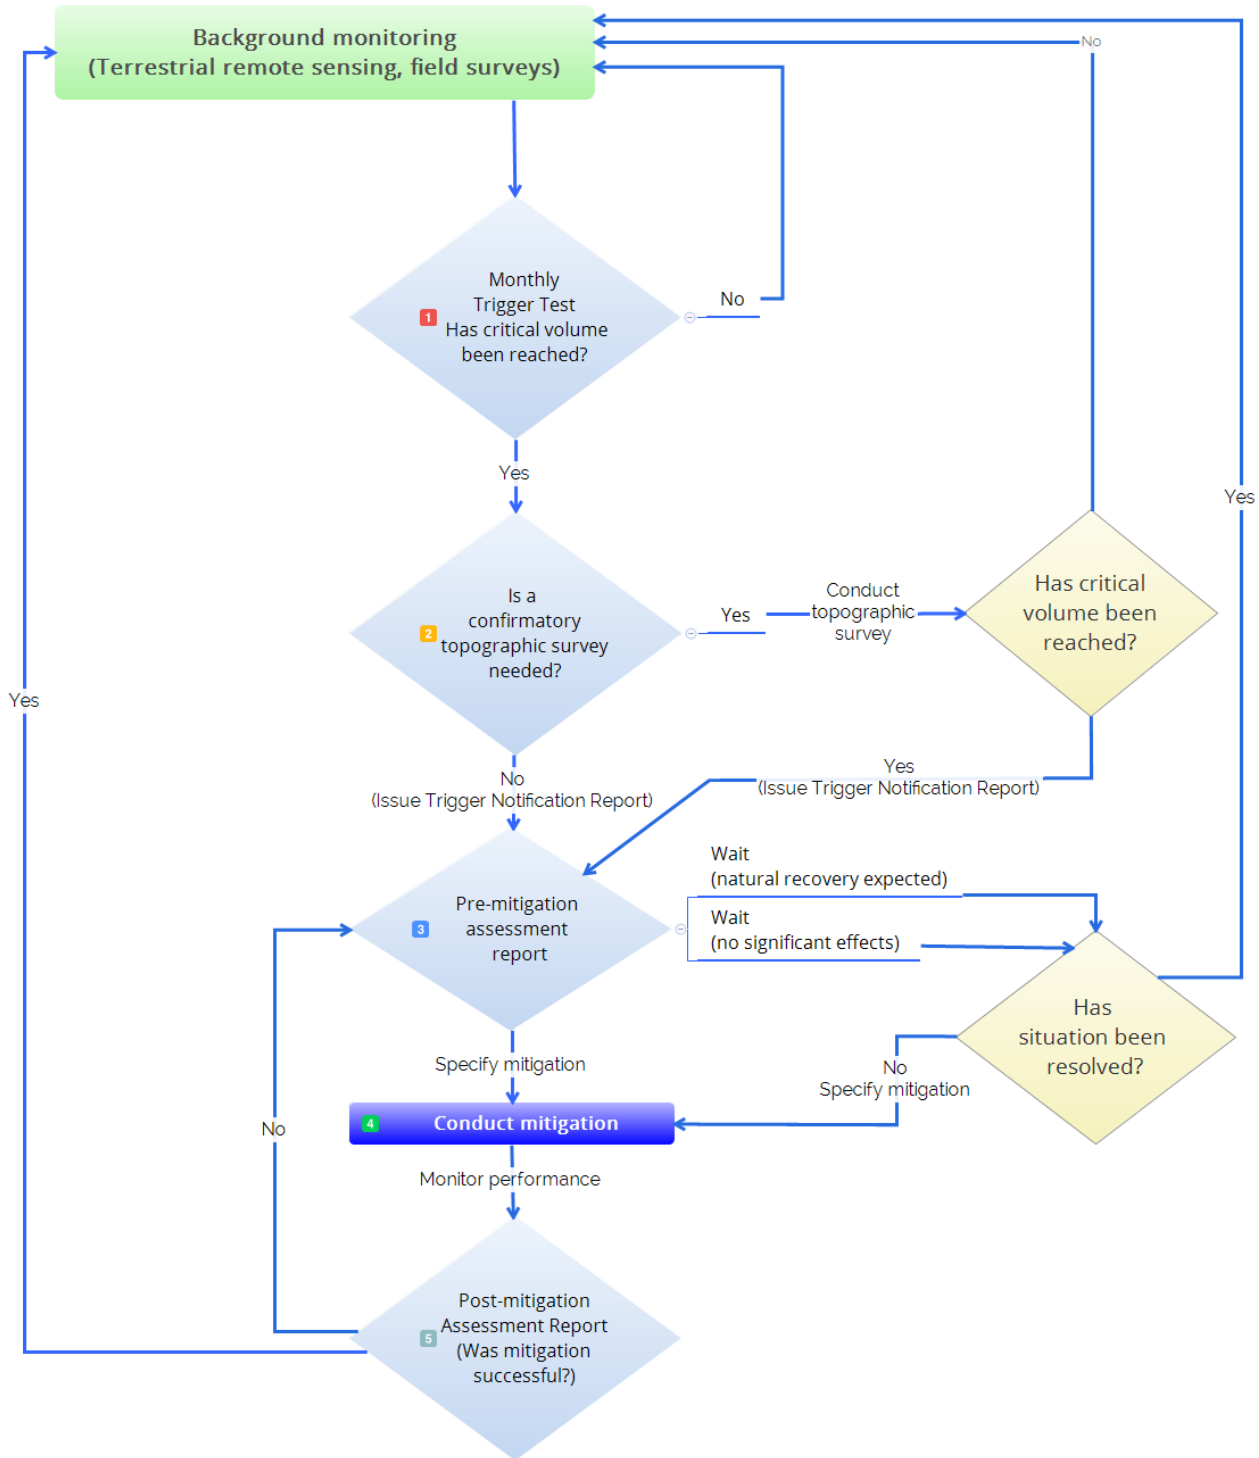 Background monitoring
(Terrestrial remote sensing, field surveys)
No
Monthly
Trigger Test
1
Has critical volume
been reached?
No
Yes
Yes
Is a
confirmatory
2
topographic survey
needed?
Yes
Conduct
topographic
survey
Has critical
volume been
reached?
Yes
No
(Issue Trigger Notification Report)
Yes
(Issue Trigger Notification Report)
Wait
(natural recovery expected)
Wait
(no significant effects)
3
Pre-mitigation
assessment
report
Has
situation been
resolved?
No
Specify mitigation
Specify mitigation
4
Conduct mitigation
No
Monitor performance
Post-mitigation
Assessment Report
5
(Was mitigation
successful?)